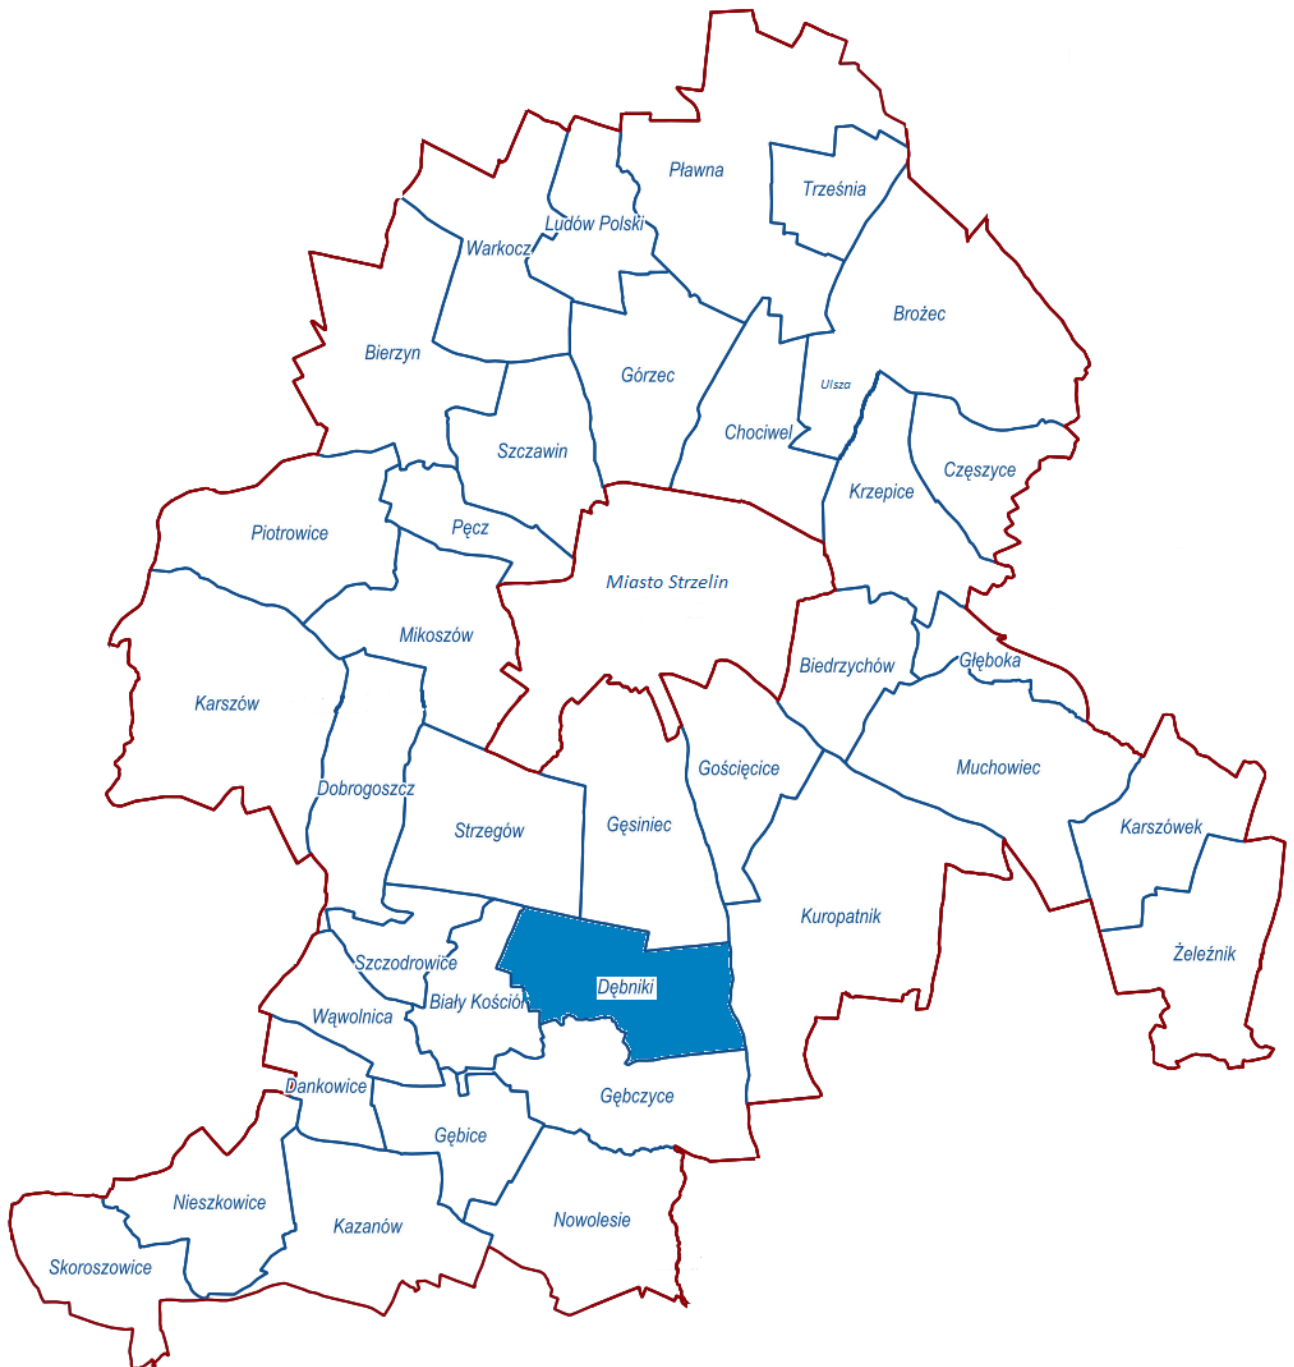 Pławna
Trześnia
Ludów Polski
Warkocz
Brożec
Bierzyn
Górzec
Ulsza
Chociwel
Szczawin
Częszyce
Krzepice
Pęcz
Piotrowice
Miasto Strzelin
Mikoszów
Głęboka
Biedrzychów
Karszów
Gościęcice
Muchowiec
Dobrogoszcz
Gęsiniec
Karszówek
Strzegów
Kuropatnik
Żeleźnik
Szczodrowice
Dębniki
Biały Kościół
Wąwolnica
Dankowice
Gębczyce
Gębice
Nieszkowice
Nowolesie
Kazanów
Skoroszowice